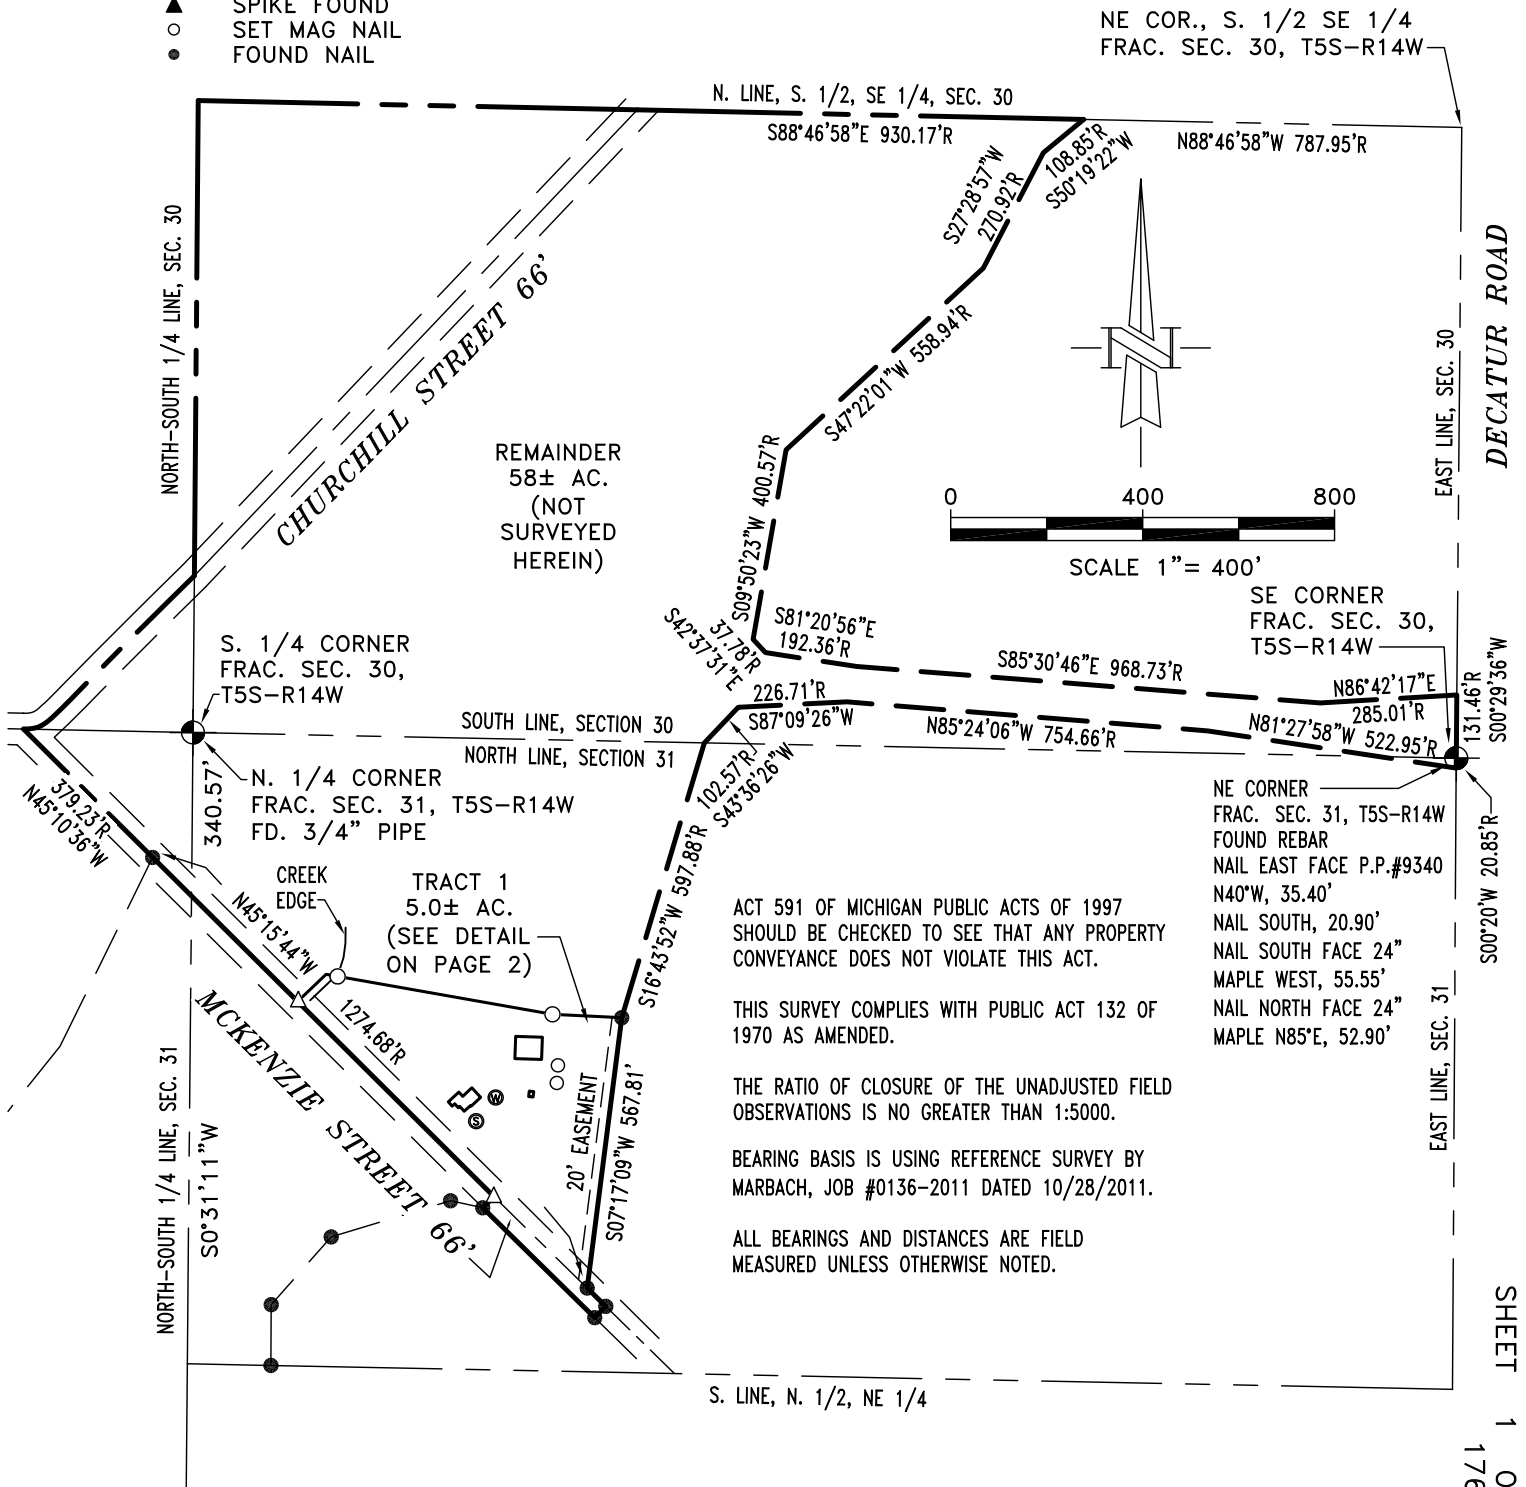 SPIKE FOUND
SET MAG NAIL
FOUND NAIL
NE COR., S. 1/2 SE 1/4
FRAC. SEC. 30, T5S-R14W
N. LINE, S. 1/2, SE 1/4, SEC. 30
S88°46'58"E 930.17'R
N88°46'58"W 787.95'R
108.85'R
S50°19'22"W
S27°28'57"W
270.92'R
S47°22'01"W 558.94'R
S09°50'23"W 400.57'R
NORTH-SOUTH 1/4 LINE, SEC. 30
CHURCHILL STREET 66'
REMAINDER
58± AC.
(NOT
SURVEYED
HEREIN)
EAST LINE, SEC. 30
DECATUR ROAD
N
0 400 800
SCALE 1"= 400'
SE CORNER
FRAC. SEC. 30,
T5S-R14W
37.78'R
S42°37'31"E
S81°20'56"E
192.36'R
S85°30'46"E 968.73'R
N86°42'17"E
285.01'R
131.46'R
S00°29'36"W
S. 1/4 CORNER
FRAC. SEC. 30,
T5S-R14W
SOUTH LINE, SECTION 30
NORTH LINE, SECTION 31
226.71'R
S87°09'26"W
N85°24'06"W 754.66'R
N81°27'58"W 522.95'R
102.57'R
S43°36'26"W
N. 1/4 CORNER
FRAC. SEC. 31, T5S-R14W
FD. 3/4" PIPE
340.57'
379.23'R
N45°10'36"W
S16°43'52"W 597.88'R
NE CORNER
FRAC. SEC. 31, T5S-R14W
FOUND REBAR
NAIL EAST FACE P.P.#9340
N40°W, 35.40'
NAIL SOUTH, 20.90'
NAIL SOUTH FACE 24"
MAPLE WEST, 55.55'
NAIL NORTH FACE 24"
MAPLE N85°E, 52.90'
S00°20'W 20.85'R
CREEK
EDGE
TRACT 1
5.0± AC.
(SEE DETAIL
ON PAGE 2)
N45°15'44"W
1274.68'R
MCKENZIE STREET 66'
W
S
20' EASEMENT
S07°17'09"W 567.81'
ACT 591 OF MICHIGAN PUBLIC ACTS OF 1997
SHOULD BE CHECKED TO SEE THAT ANY PROPERTY
CONVEYANCE DOES NOT VIOLATE THIS ACT.
THIS SURVEY COMPLIES WITH PUBLIC ACT 132 OF
1970 AS AMENDED.
THE RATIO OF CLOSURE OF THE UNADJUSTED FIELD
OBSERVATIONS IS NO GREATER THAN 1:5000.
BEARING BASIS IS USING REFERENCE SURVEY BY
MARBACH, JOB #0136-2011 DATED 10/28/2011.
ALL BEARINGS AND DISTANCES ARE FIELD
MEASURED UNLESS OTHERWISE NOTED.
EAST LINE, SEC. 31
NORTH-SOUTH 1/4 LINE, SEC. 31
S0°31'11"W
S. LINE, N. 1/2, NE 1/4
SHEET 1